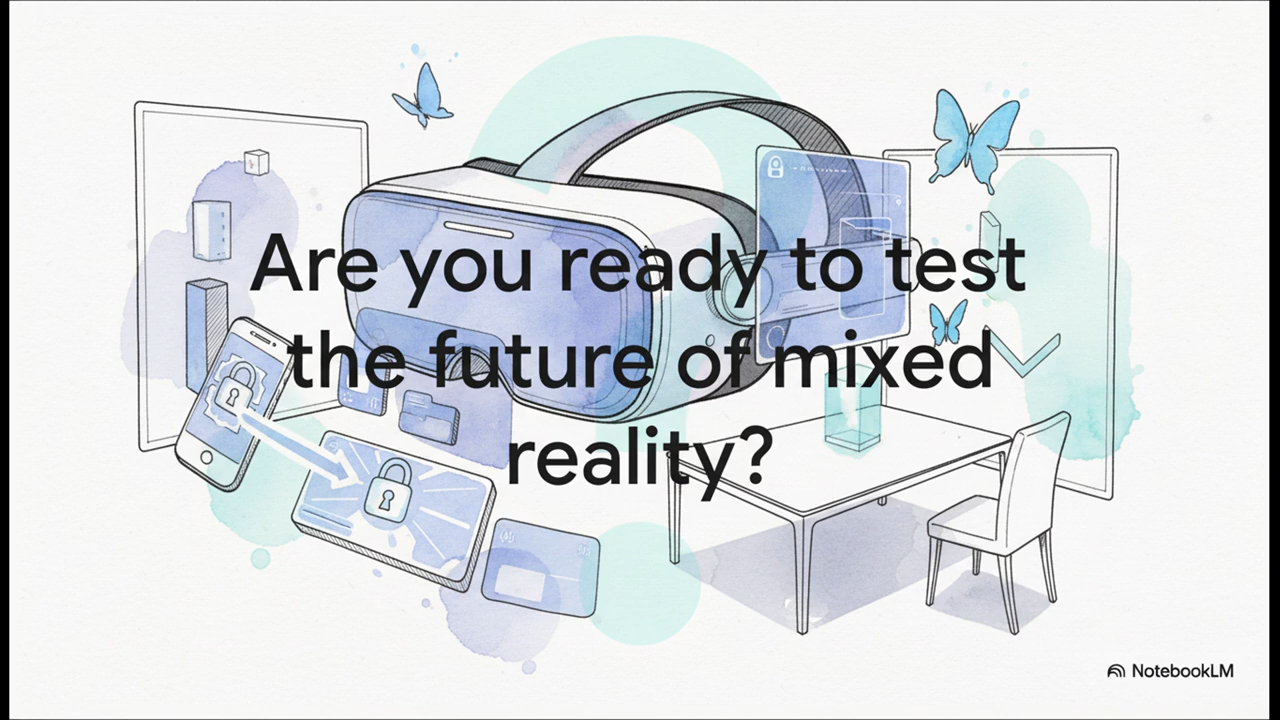 Are you ready to test
the future of mixed
reality?
NotebookLM